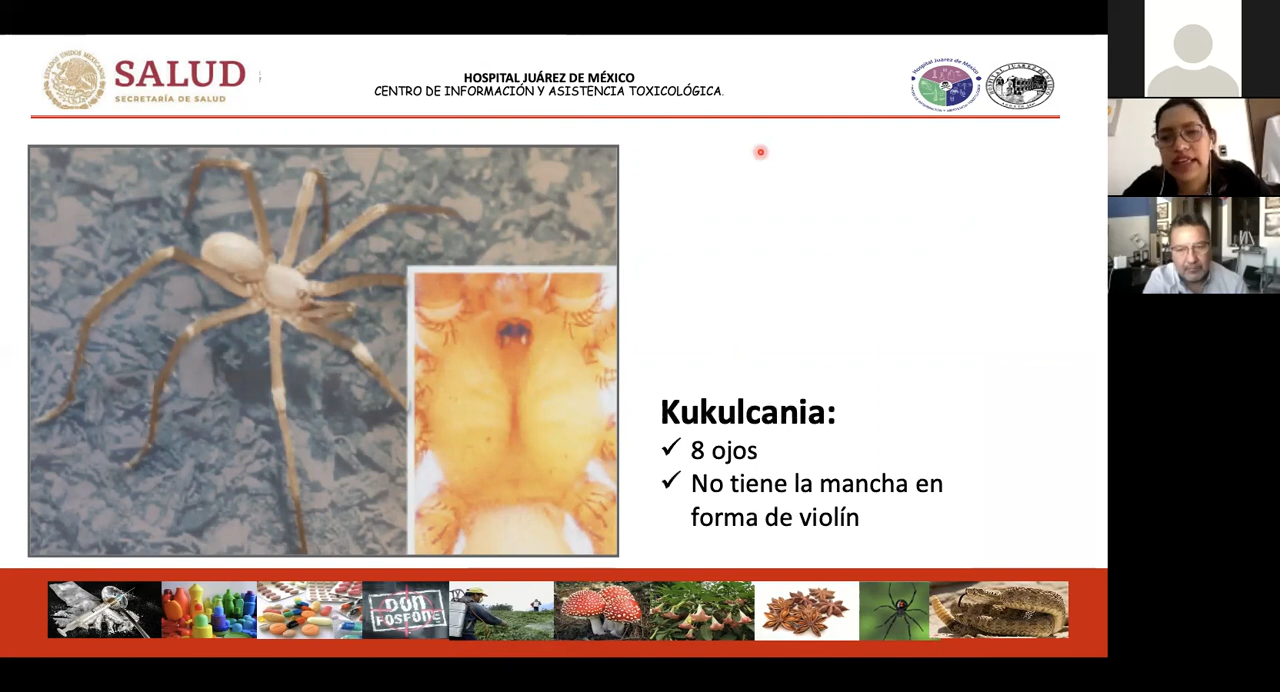 SALUD
SECRETARÍA DE SALUD
HOSPITAL JUÁREZ DE MÉXICO
CENTRO DE INFORMACIÓN Y ASISTENCIA TOXICOLÓGICA.
Kukulcania:
✓ 8 ojos
✓ No tiene la mancha en
forma de violín
DON
FOSFONE